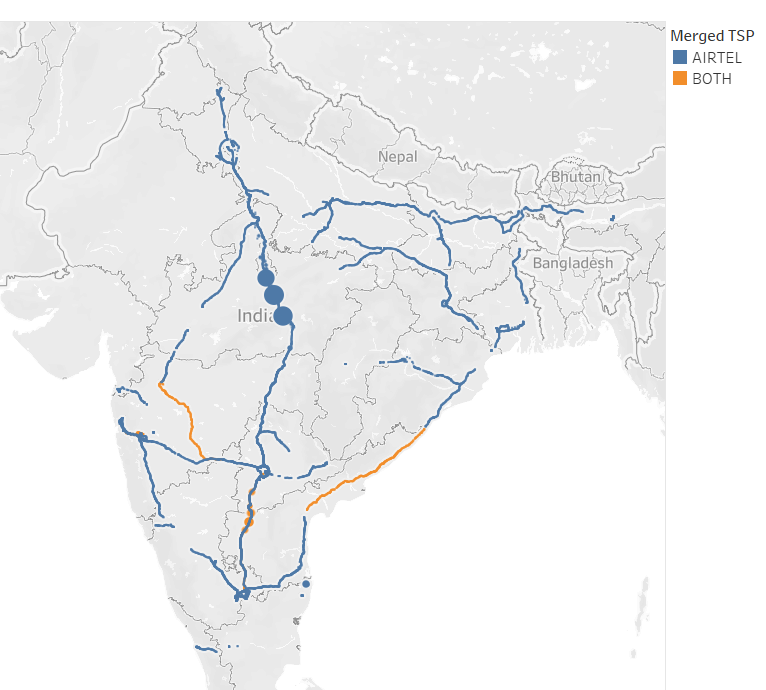 Merged TSP
AIRTEL
BOTH
Nepal
Bhutan
Bangladesh
India